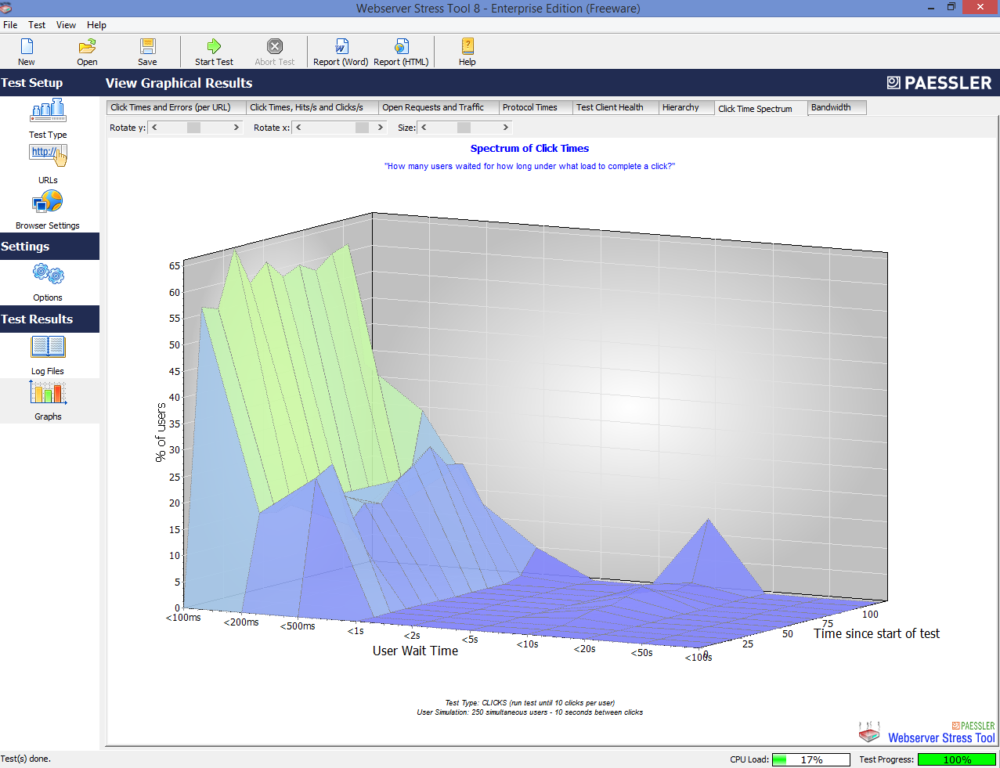 Webserver Stress Tool 8 - Enterprise Edition (Freeware)
File Test View Help
New Open Save Start Test Abort Test Report (Word) Report (HTML) Help
Test Setup
View Graphical Results
PAESSLER
Click Times and Errors (per URL) Click Times, Hits/s and Clicks/s Open Requests and Traffic Protocol Times Test Client Health Hierarchy Click Time Spectrum Bandwidth
Rotate y: Rotate x: Size:
Test Type
http://
URLs
Browser Settings
Settings
Options
Test Results
Log Files
Graphs
Spectrum of Click Times
"How many users waited for how long under what load to complete a click?"
65
60
55
50
45
40
35
30
25
20
15
10
5
0
% of users
<100ms
<200ms
<500ms
<1s
<2s
<5s
<10s
<20s
<50s
<100s
User Wait Time
0
25
50
75
100
Time since start of test
Test Type: CLICKS (run test until 10 clicks per user)
User Simulation: 250 simultaneous users - 10 seconds between clicks
PAESSLER
Webserver Stress Tool
Test(s) done.
CPU Load: 17% Test Progress: 100%